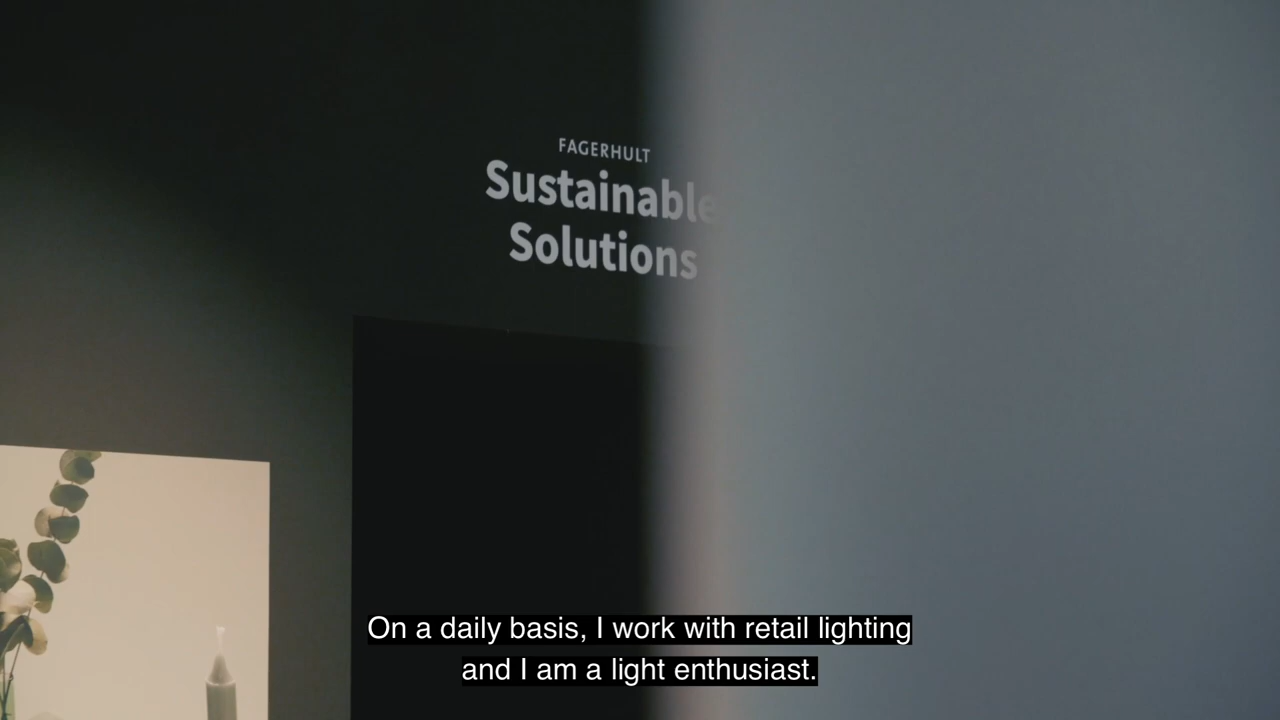 FAGERHULT
Sustainable
Solutions
On a daily basis, I work with retail lighting
and I am a light enthusiast.